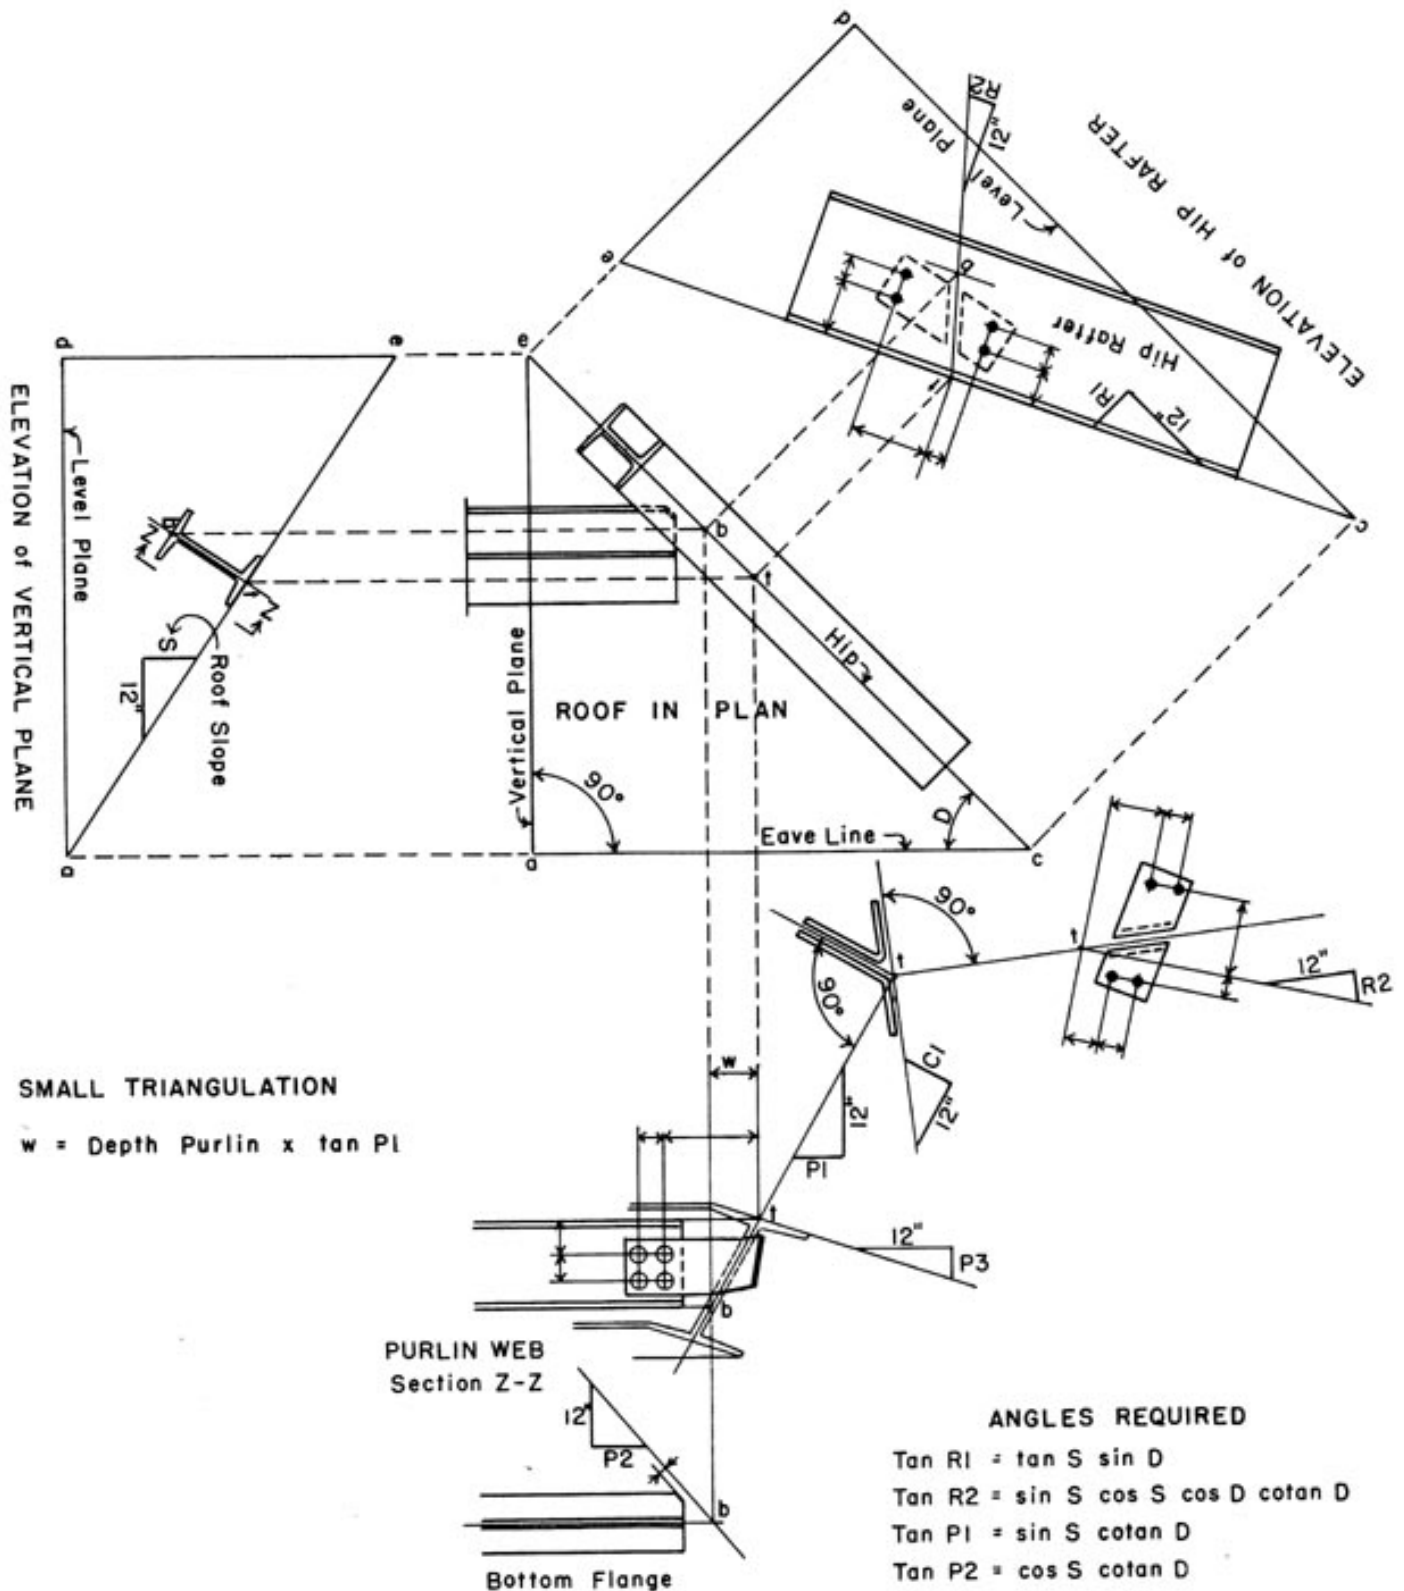 d
R2
12"
Plane
Level
ELEVATION of HIP RAFTER
e
b
Hip Rafter
t
R1
12"
c
d
e
e
Level Plane
ELEVATION of VERTICAL PLANE
Z
Z
S
12"
Roof Slope
a
b
t
Hip
ROOF IN PLAN
Vertical Plane
90°
D
Eave Line
a
c
90°
t
90°
t
12"
R2
C1
12"
12"
P1
w
SMALL TRIANGULATION
w = Depth Purlin x tan P1
t
12"
P3
b
PURLIN WEB
Section Z-Z
12"
P2
b
Bottom Flange
ANGLES REQUIRED
Tan R1 = tan S sin D
Tan R2 = sin S cos S cos D cotan D
Tan P1 = sin S cotan D
Tan P2 = cos S cotan D